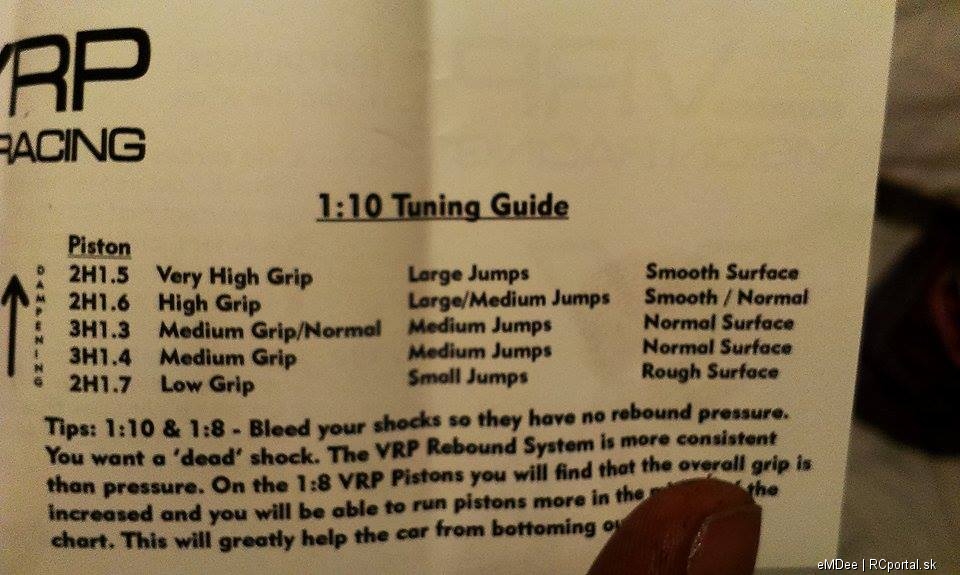 VRP
RACING
1:10 Tuning Guide
Piston
DAMPENING
2H1.5 Very High Grip Large Jumps Smooth Surface
2H1.6 High Grip Large/Medium Jumps Smooth / Normal
3H1.3 Medium Grip/Normal Medium Jumps Normal Surface
3H1.4 Medium Grip Medium Jumps Normal Surface
2H1.7 Low Grip Small Jumps Rough Surface
Tips: 1:10 & 1:8 - Bleed your shocks so they have no rebound pressure.
You want a 'dead' shock. The VRP Rebound System is more consistent
than pressure. On the 1:8 VRP Pistons you will find that the overall grip is
increased and you will be able to run pistons more in the the
chart. This will greatly help the car from bottoming
eMDee | RCportal.sk